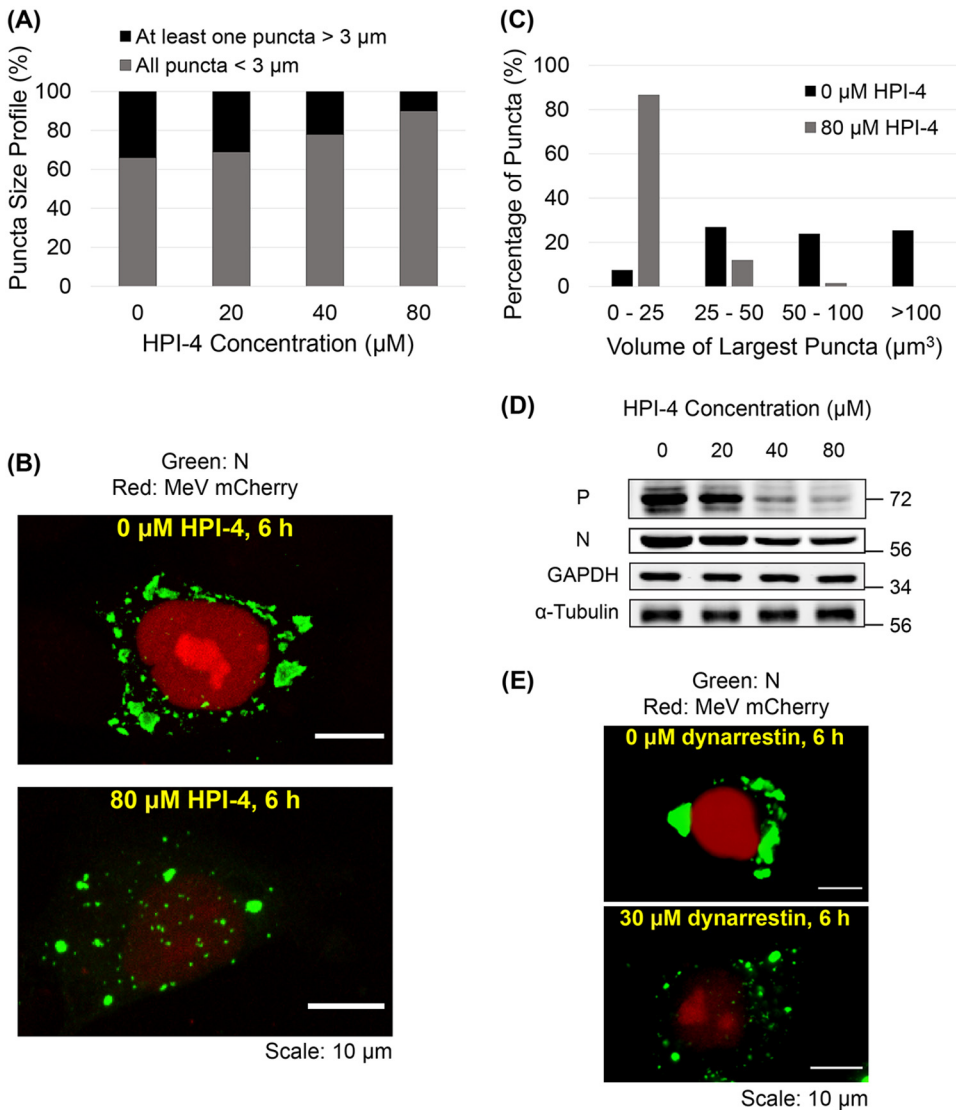 (A)
At least one puncta > 3 µm
All puncta < 3 µm
Puncta Size Profile (%)
100
80
60
40
20
0
0 20 40 80
HPI-4 Concentration (µM)
(B)
Green: N
Red: MeV mCherry
0 µM HPI-4, 6 h
80 µM HPI-4, 6 h
Scale: 10 µm
(C)
Percentage of Puncta (%)
100
80
60
40
20
0
0 µM HPI-4
80 µM HPI-4
0 - 25 25 - 50 50 - 100 >100
Volume of Largest Puncta (µm³)
(D)
HPI-4 Concentration (µM)
0 20 40 80
P 72
N 56
GAPDH 34
α-Tubulin 56
(E)
Green: N
Red: MeV mCherry
0 µM dynarrestin, 6 h
30 µM dynarrestin, 6 h
Scale: 10 µm